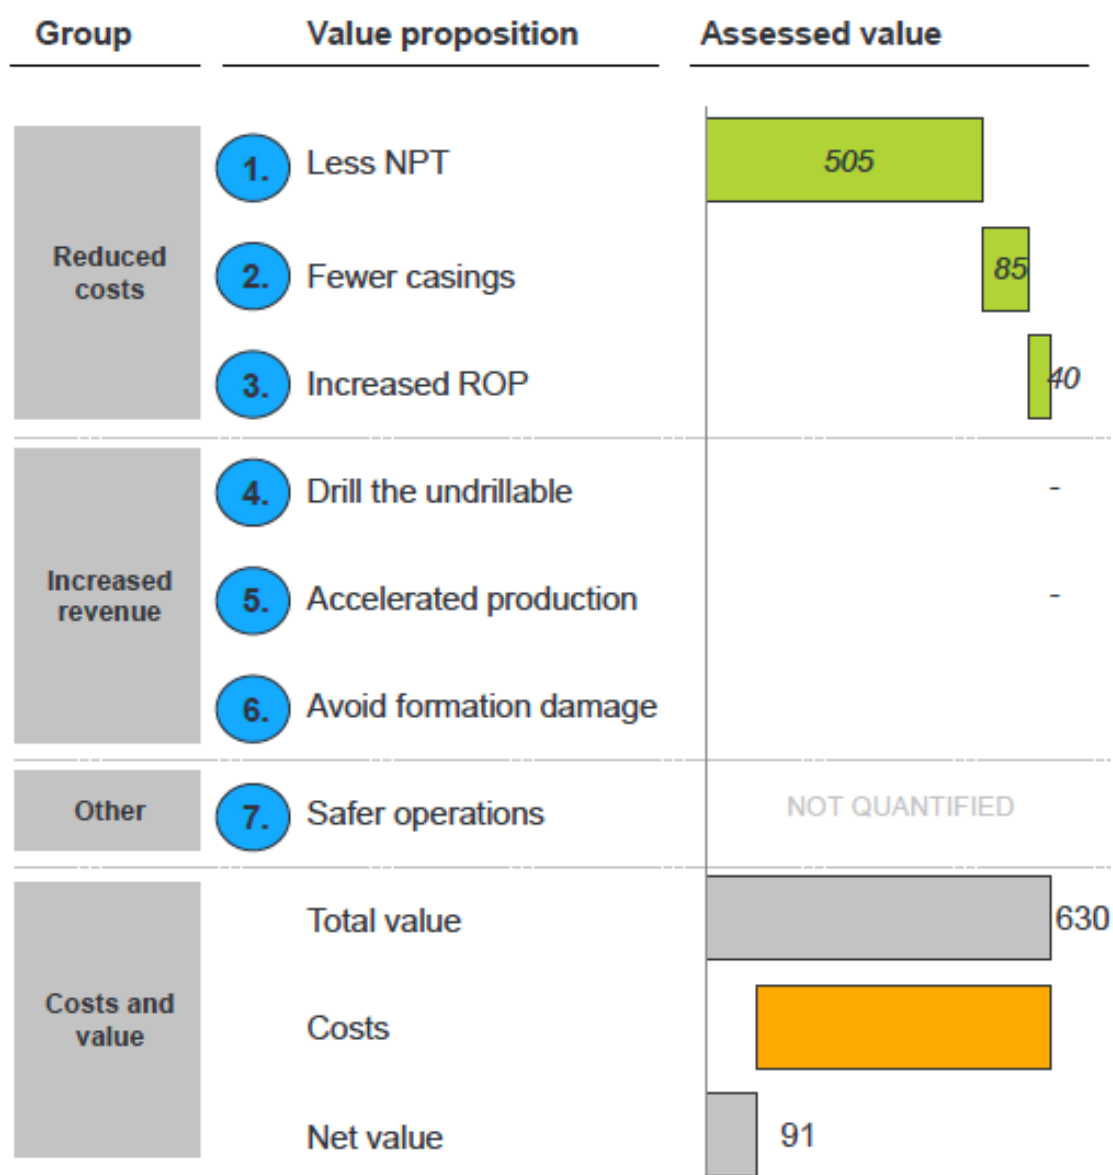 Group Value proposition Assessed value
1. Less NPT 505
Reduced
costs
2. Fewer casings 85
3. Increased ROP 40
4. Drill the undrillable -
Increased
revenue
5. Accelerated production -
6. Avoid formation damage
Other 7. Safer operations NOT QUANTIFIED
Total value 630
Costs and
value
Costs
Net value 91